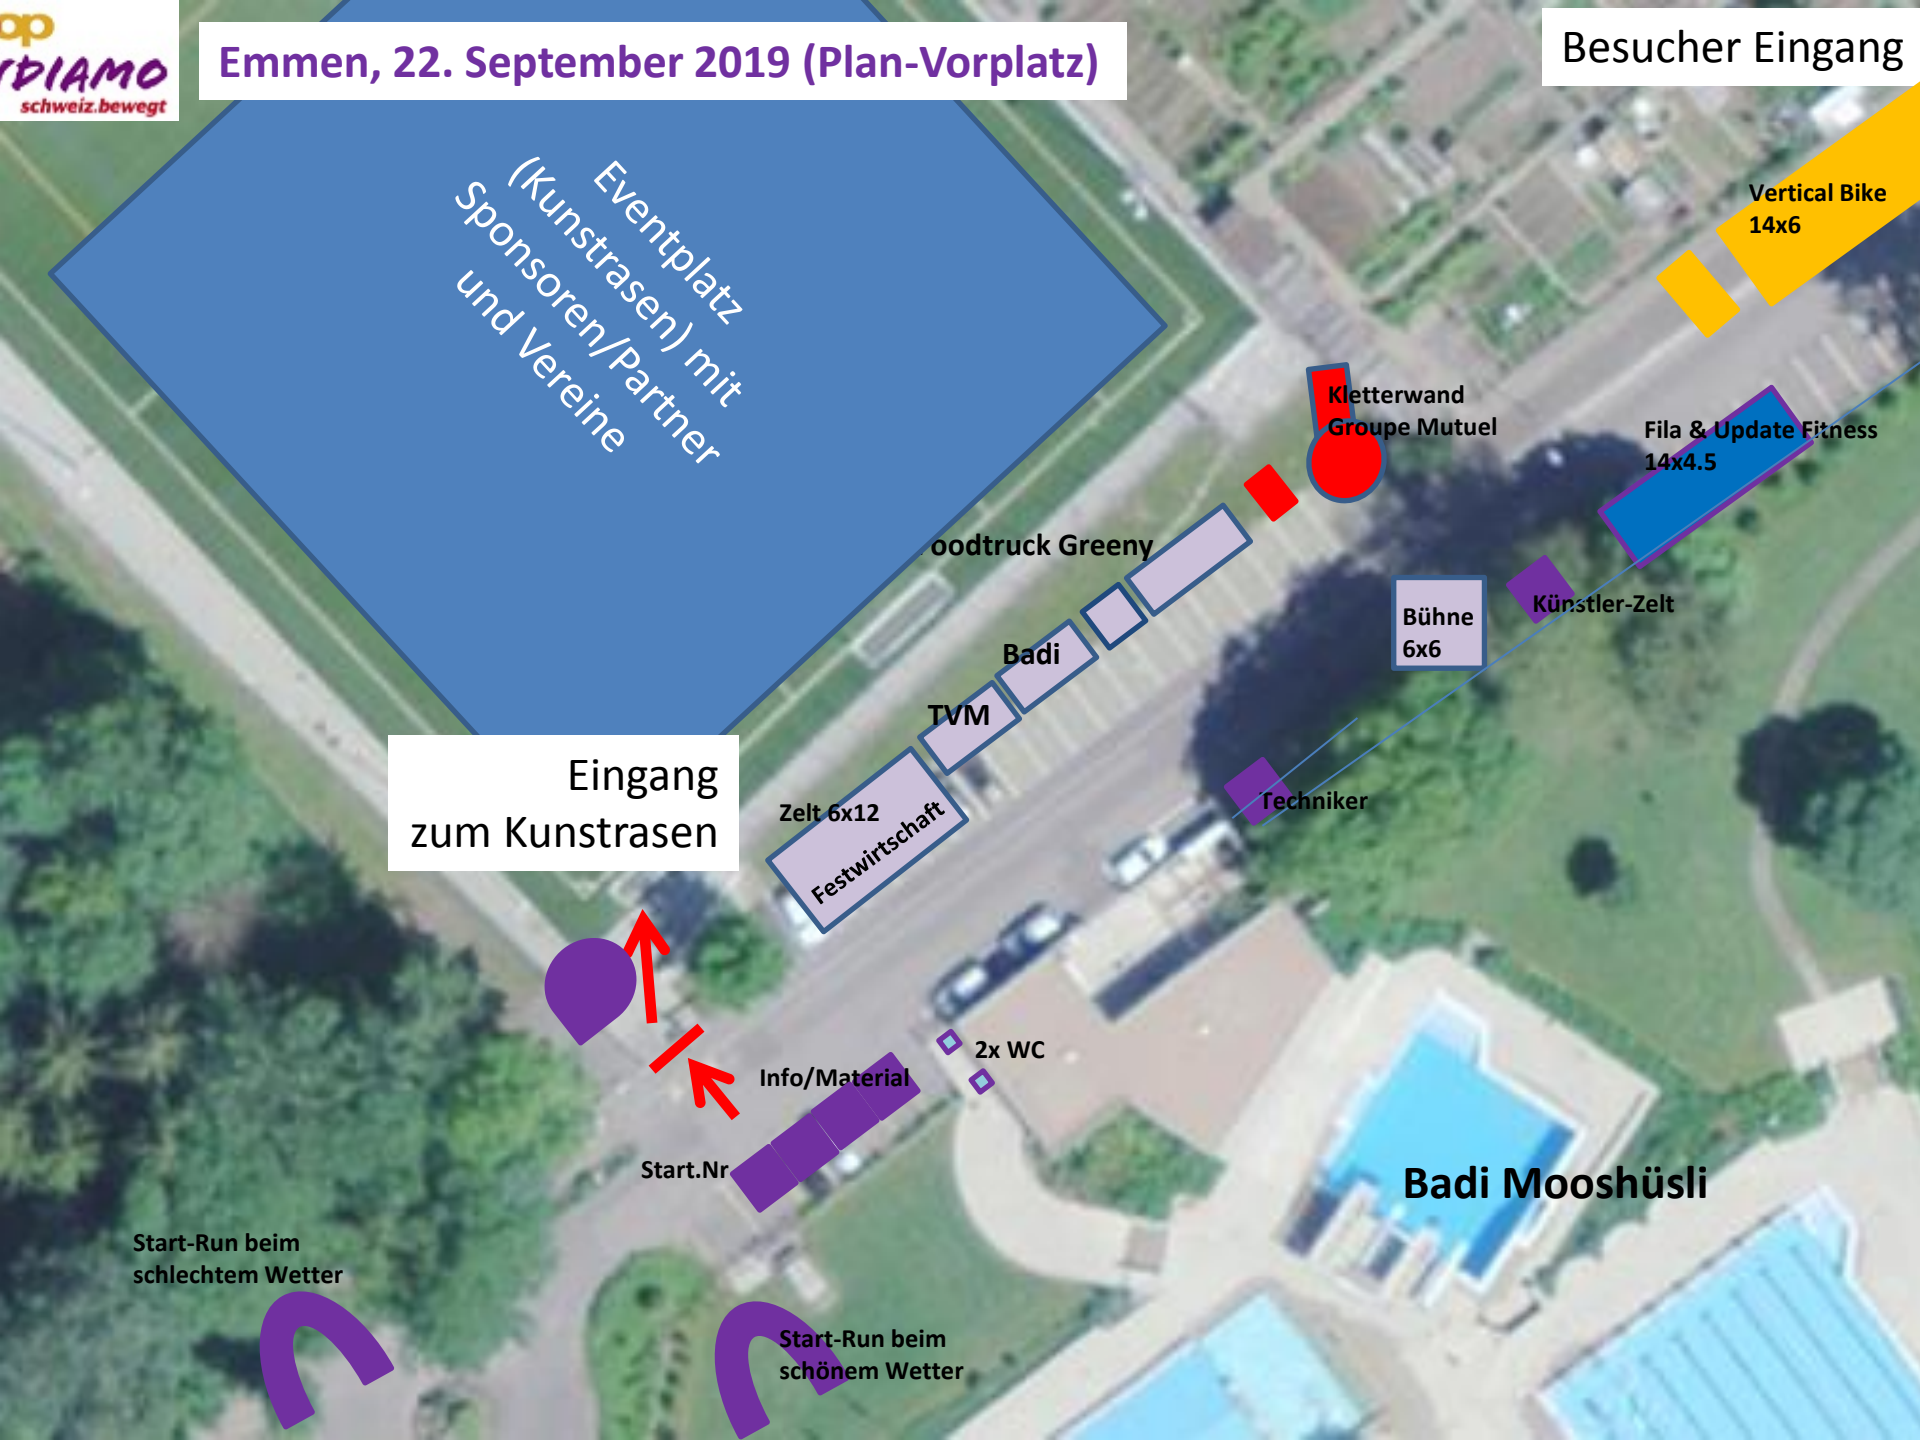 op
schweiz.bewegt
Emmen, 22. September 2019 (Plan-Vorplatz)
Besucher Eingang
Eventplatz
(Kunstrasen) mit
Sponsoren/Partner
und Vereine
Vertical Bike
14x6
Kletterwand
Groupe Mutuel
Fila & Update Fitness
14x4.5
oodtruck Greeny
Künstler-Zelt
Bühne
6x6
Badi
TVM
Eingang
zum Kunstrasen
Zelt 6x12
Festwirtschaft
Techniker
2x WC
Info/Material
Start.Nr
Badi Mooshüsli
Start-Run beim
schlechtem Wetter
Start-Run beim
schönem Wetter